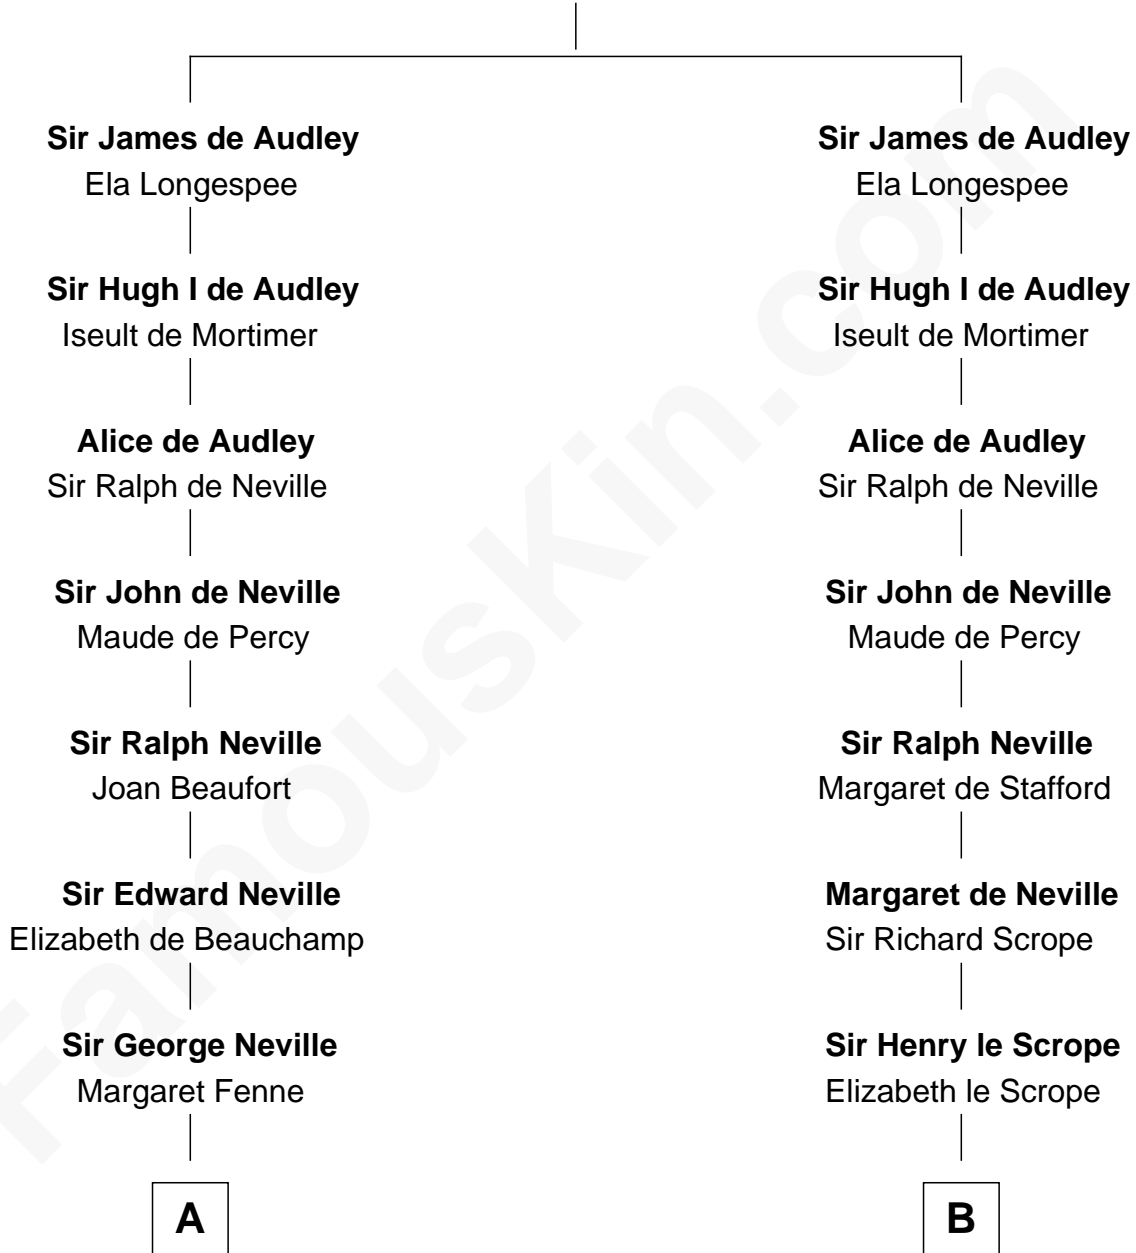 Sir James de Audley
Ela Longespee
Sir Hugh I de Audley
Iseult de Mortimer
Alice de Audley
Sir Ralph de Neville
Sir John de Neville
Maude de Percy
Sir Ralph Neville
Joan Beaufort
Sir Edward Neville
Elizabeth de Beauchamp
Sir George Neville
Margaret Fenne
A
Sir James de Audley
Ela Longespee
Sir Hugh I de Audley
Iseult de Mortimer
Alice de Audley
Sir Ralph de Neville
Sir John de Neville
Maude de Percy
Sir Ralph Neville
Margaret de Stafford
Margaret de Neville
Sir Richard Scrope
Sir Henry le Scrope
Elizabeth le Scrope
B
FamousKin.com